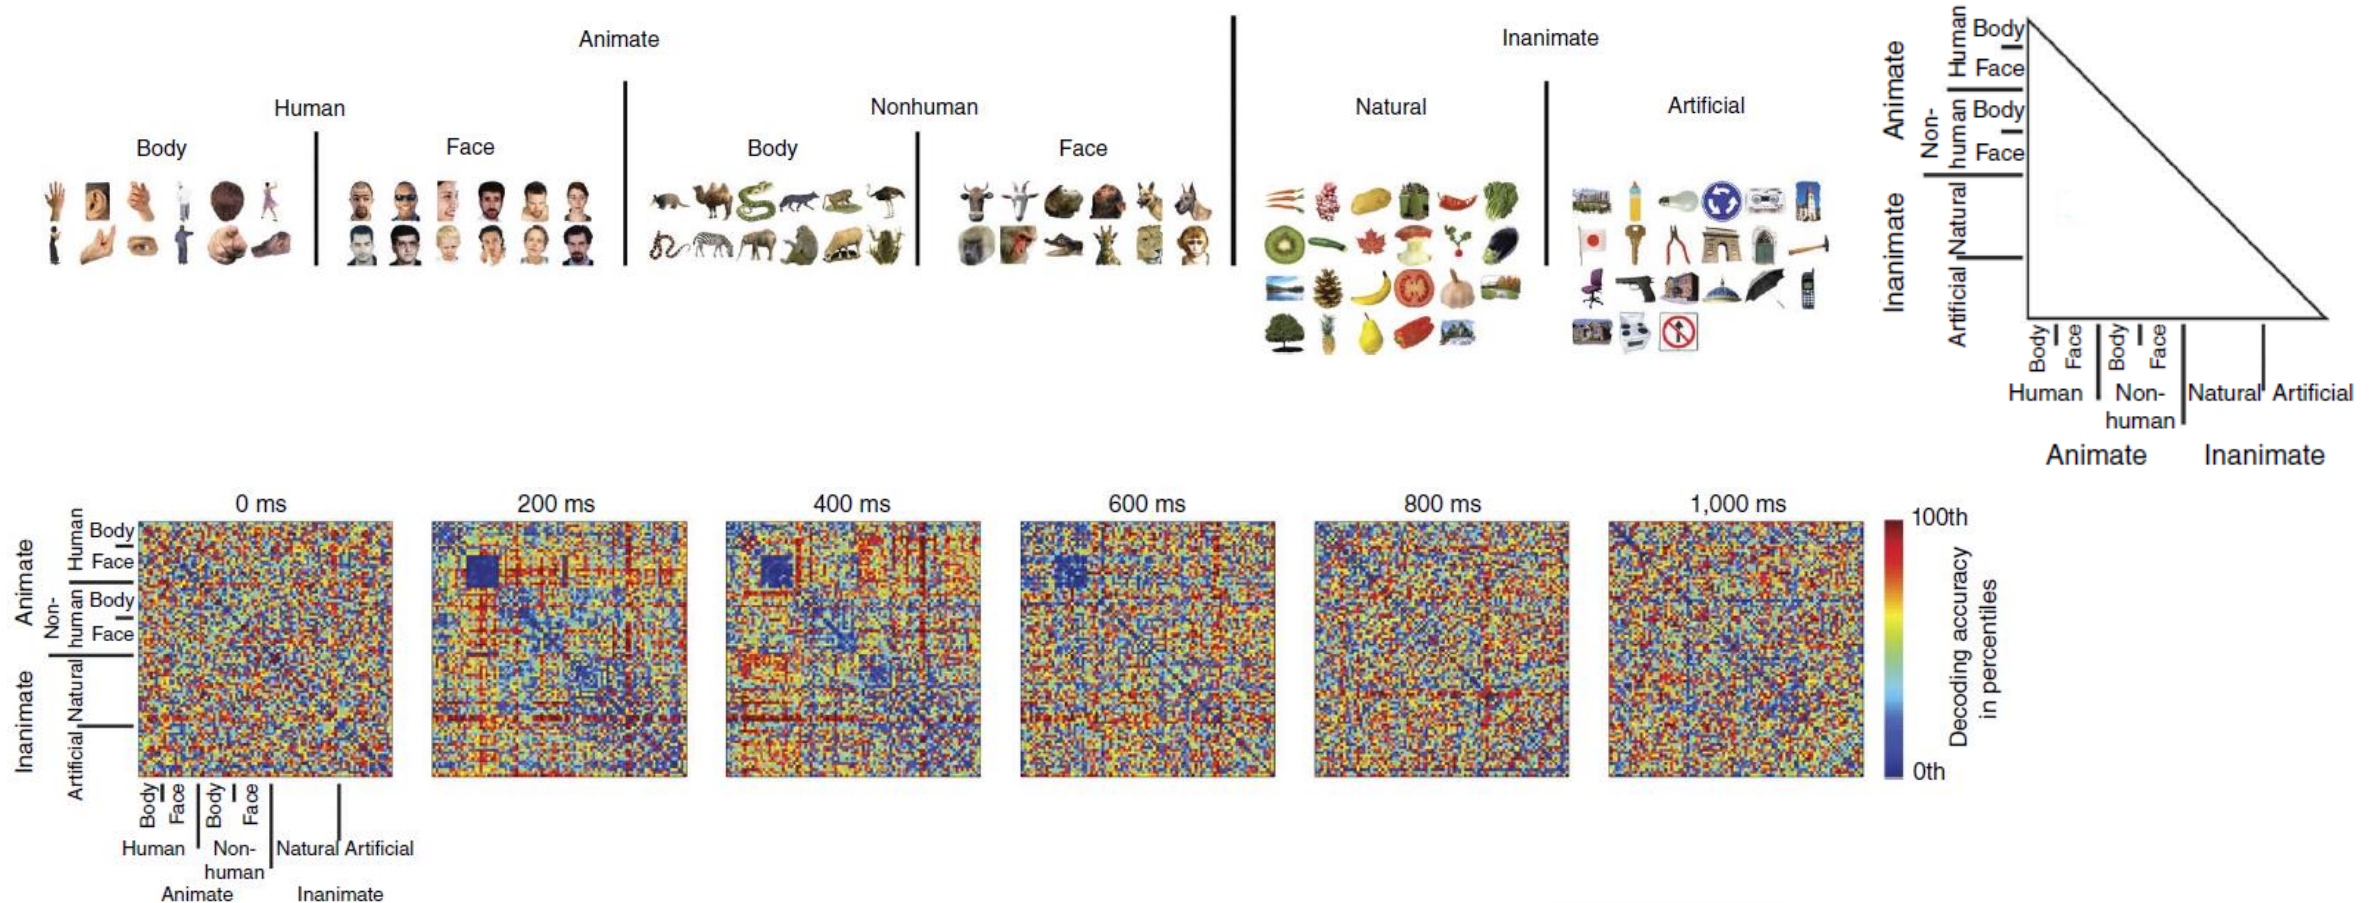 Animate
Inanimate
Human
Nonhuman
Natural
Artificial
Body
Face
Body
Face
Animate
Human
Body
Face
Non-
human
Body
Face
Inanimate
Natural
Artificial
Body
Face
Body
Face
Human
Non-
human
Natural
Artificial
Animate
Inanimate
0 ms
200 ms
400 ms
600 ms
800 ms
1,000 ms
Animate
Human
Body
Face
Non-
human
Body
Face
Inanimate
Natural
Artificial
Body
Face
Body
Face
Human
Non-
human
Natural
Artificial
Animate
Inanimate
100th
0th
Decoding accuracy
in percentiles